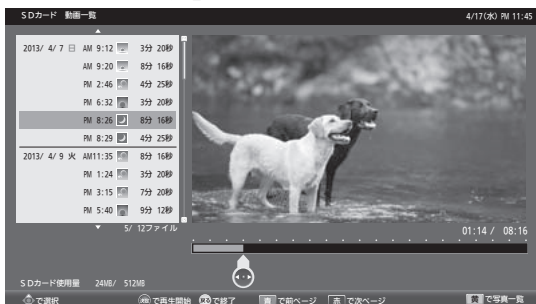 SDカード 動画一覧
4/17(水) PM 11:45
2013/ 4/ 7 日 AM 9:12 3分 20秒
AM 9:20 8分 16秒
PM 2:46 4分 25秒
PM 6:32 3分 20秒
PM 8:26 8分 16秒
PM 8:29 4分 25秒
2013/ 4/ 9 火 AM11:35 8分 16秒
PM 1:24 3分 20秒
PM 3:15 7分 20秒
PM 5:40 9分 12秒
5/ 12ファイル
01:14 / 08:16
SDカード使用量 24MB/ 512MB
で選択 決定 で再生開始 戻る で終了 青 で前ページ 赤 で次ページ 黄 で写真一覧